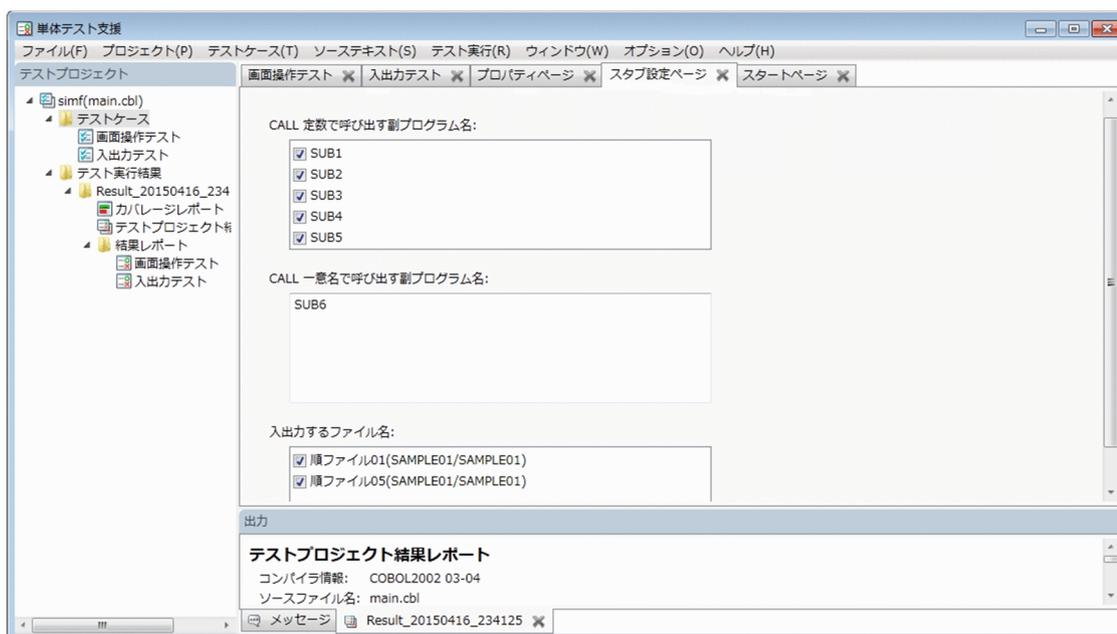 単体テスト支援
ファイル(F) プロジェクト(P) テストケース(T) ソーステキスト(S) テスト実行(R) ウィンドウ(W) オプション(O) ヘルプ(H)
テストプロジェクト
simf(main.cbl)
テストケース
画面操作テスト
入出力テスト
テスト実行結果
Result_20150416_234
カバレージレポート
テストプロジェクト
結果レポート
画面操作テスト
入出力テスト
画面操作テスト 入出力テスト プロパティページ スタブ設定ページ スタートページ
CALL 定数で呼び出す副プログラム名:
SUB1
SUB2
SUB3
SUB4
SUB5
CALL 一意名で呼び出す副プログラム名:
SUB6
入出力するファイル名:
順ファイル01(SAMPLE01/SAMPLE01)
順ファイル05(SAMPLE01/SAMPLE01)
出力
テストプロジェクト結果レポート
コンパイラ情報: COBOL2002 03-04
ソースファイル名: main.cbl
メッセージ Result_20150416_234125